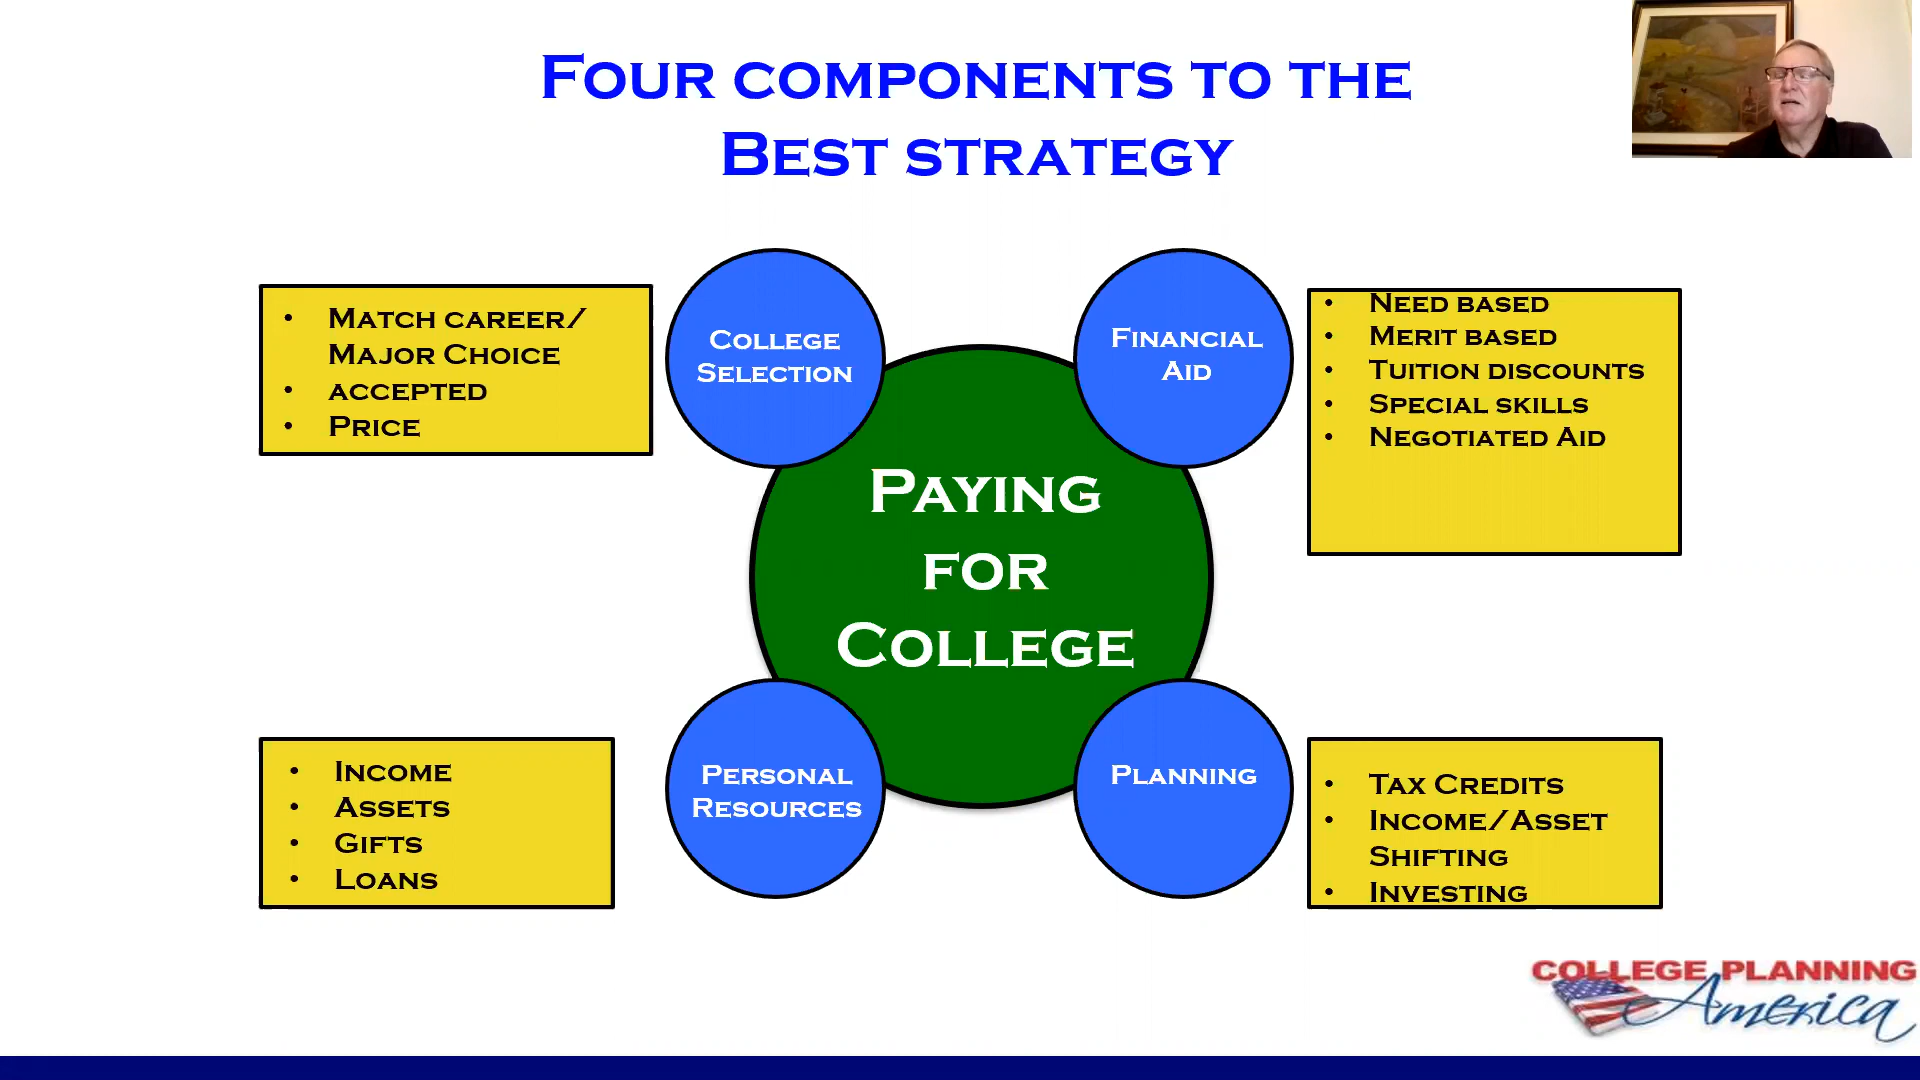 Four components to the
Best strategy
Match career/
Major Choice
accepted
Price
College
Selection
Financial
Aid
Need based
Merit based
Tuition discounts
Special skills
Negotiated Aid
Paying
for
College
Income
Assets
Gifts
Loans
Personal
Resources
Planning
Tax Credits
Income/Asset
Shifting
Investing
COLLEGE PLANNING
America